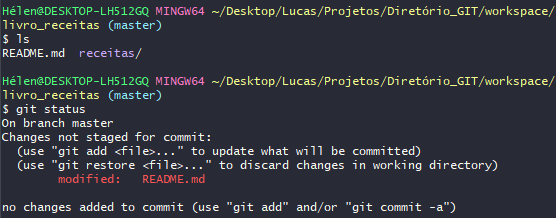 Hélen@DESKTOP-LH512GQ MINGW64 ~/Desktop/Lucas/Projetos/Diretório_GIT/workspace/
livro_receitas (master)
$ ls
README.md  receitas/

Hélen@DESKTOP-LH512GQ MINGW64 ~/Desktop/Lucas/Projetos/Diretório_GIT/workspace/
livro_receitas (master)
$ git status
On branch master
Changes not staged for commit:
  (use "git add <file>..." to update what will be committed)
  (use "git restore <file>..." to discard changes in working directory)
        modified:   README.md

no changes added to commit (use "git add" and/or "git commit -a")